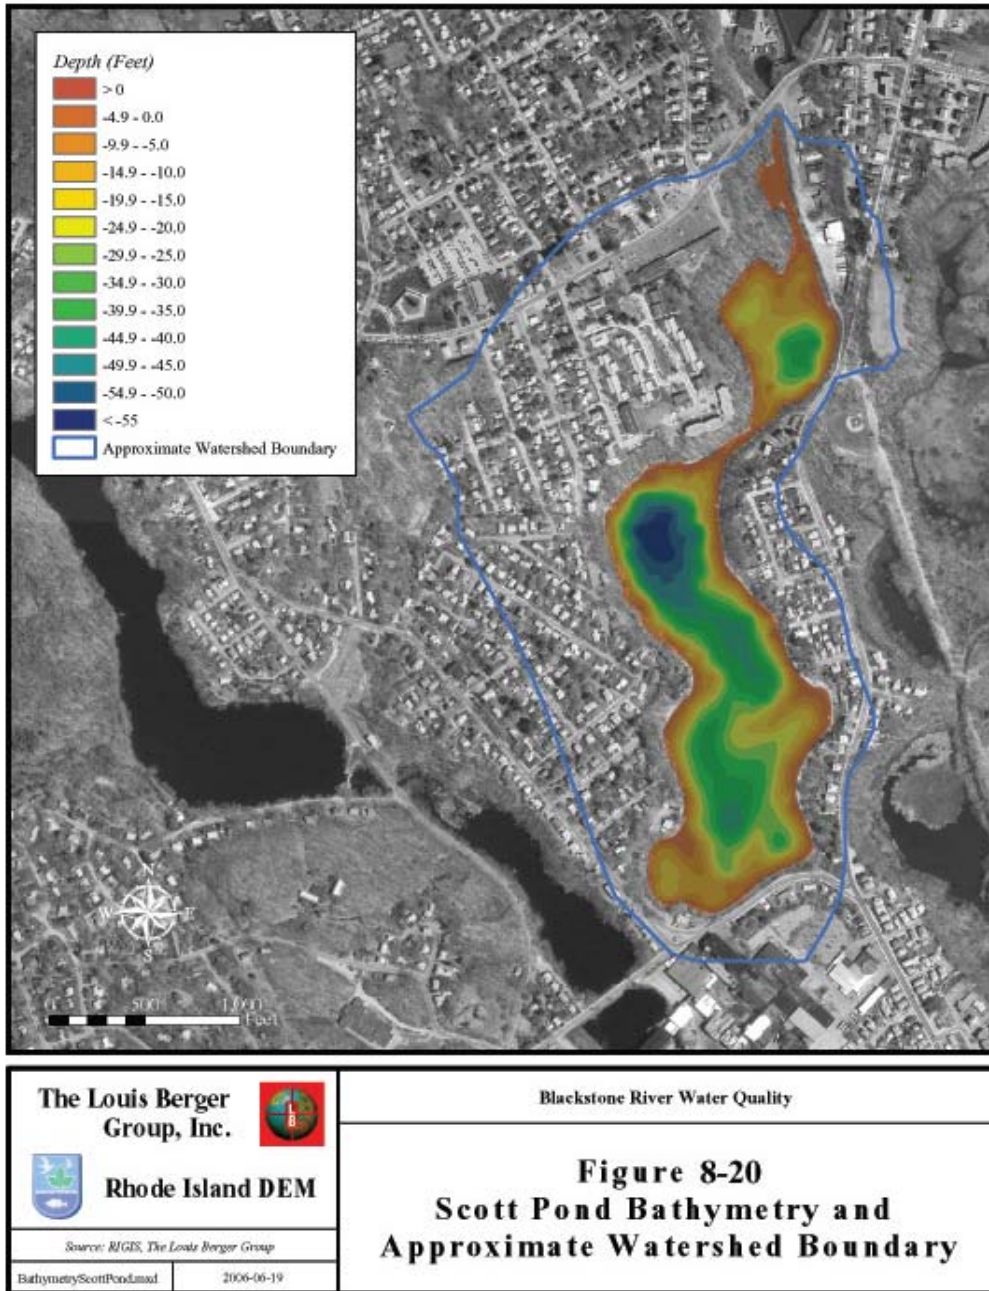 Depth (Feet)
> 0
-4.9 - 0.0
-9.9 - -5.0
-14.9 - -10.0
-19.9 - -15.0
-24.9 - -20.0
-29.9 - -25.0
-34.9 - -30.0
-39.9 - -35.0
-44.9 - -40.0
-49.9 - -45.0
-54.9 - -50.0
< -55
Approximate Watershed Boundary
N
W E
S
0 500 1,000
Feet
The Louis Berger
Group, Inc.
L
B
Rhode Island DEM
Source: RIGIS, The Louis Berger Group
BathymetryScottPond.mxd
2006-06-19
Blackstone River Water Quality
Figure 8-20
Scott Pond Bathymetry and
Approximate Watershed Boundary